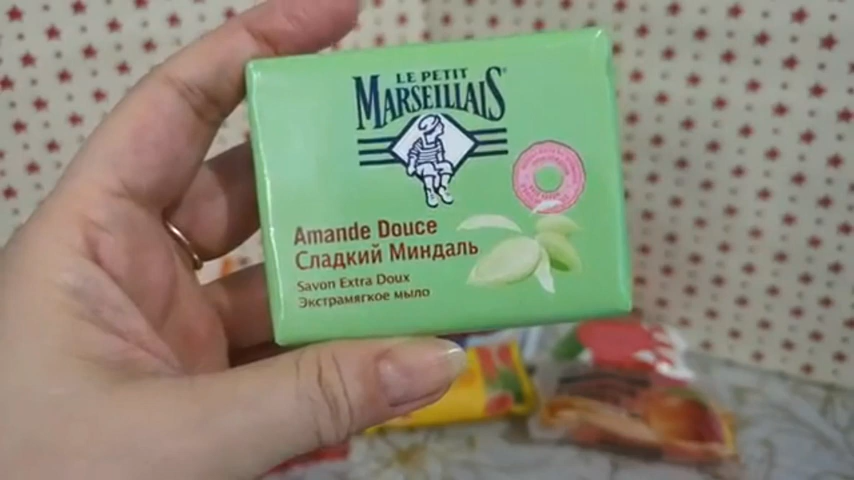 LE PETIT
MARSEILLAIS
Amande Douce
Сладкий Миндаль
Savon Extra Doux
Экстрамягкое мыло